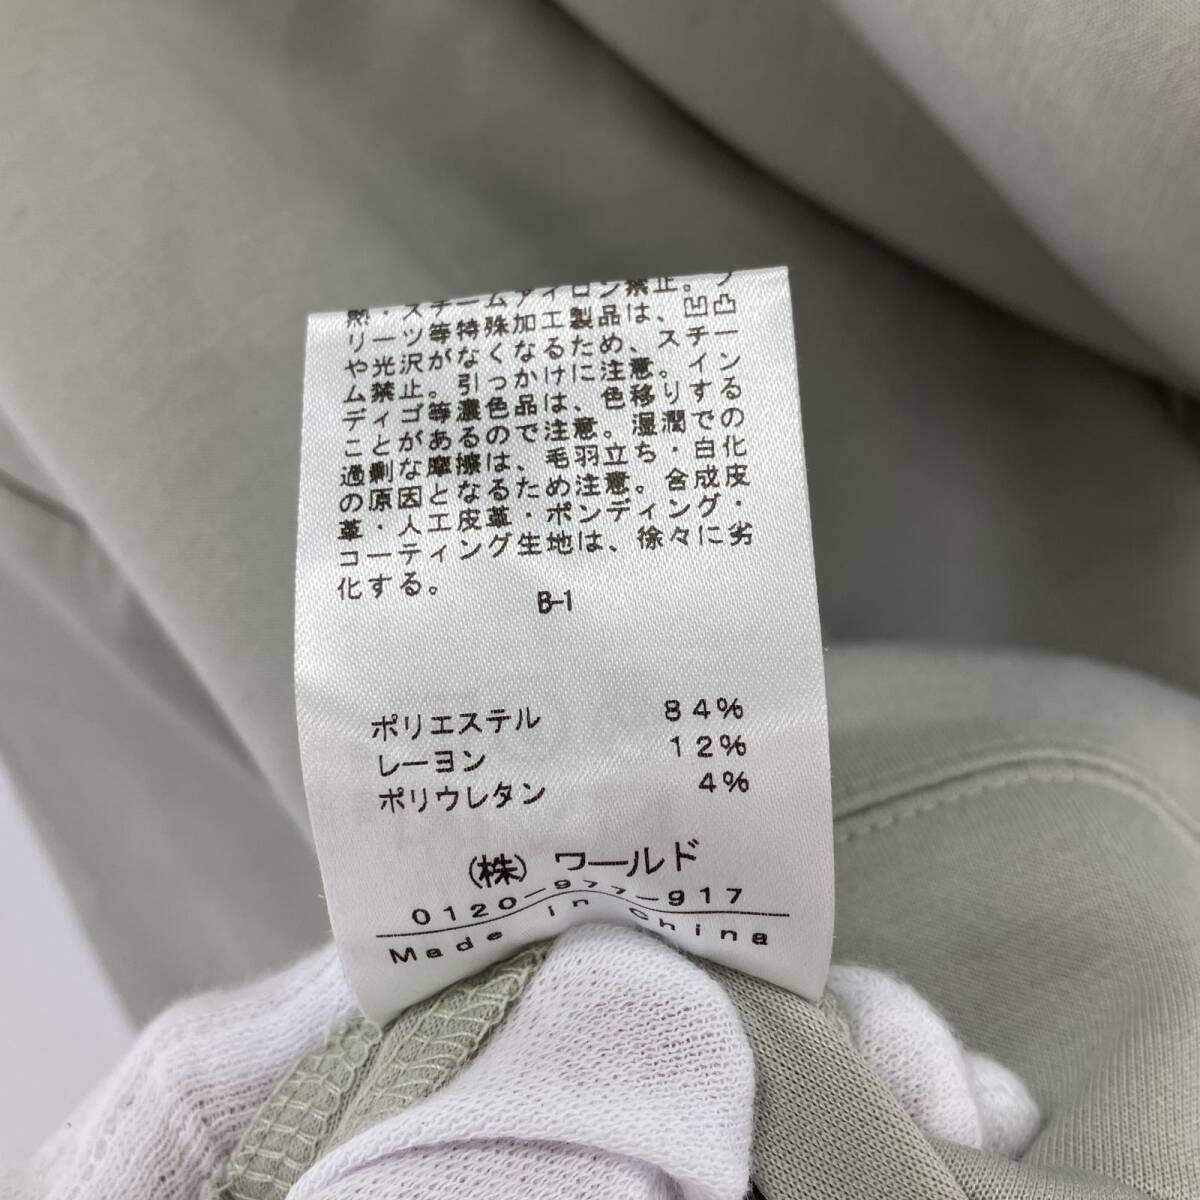 熱・スチームアイロン禁止。プ
リーツ等特殊加工製品は、凹凸
や光沢がなくなるため、スチー
ム禁止。引っかけに注意。イン
ディゴ等濃色品は、色移りする
ことがあるので注意。湿潤での
過剰な摩擦は、毛羽立ち・白化
の原因となるため注意。合成皮
革・人工皮革・ボンディング・
コーティング生地は、徐々に劣
化する。
B-1
ポリエステル 84%
レーヨン 12%
ポリウレタン 4%
(株) ワールド
0120-977-917
Made in China